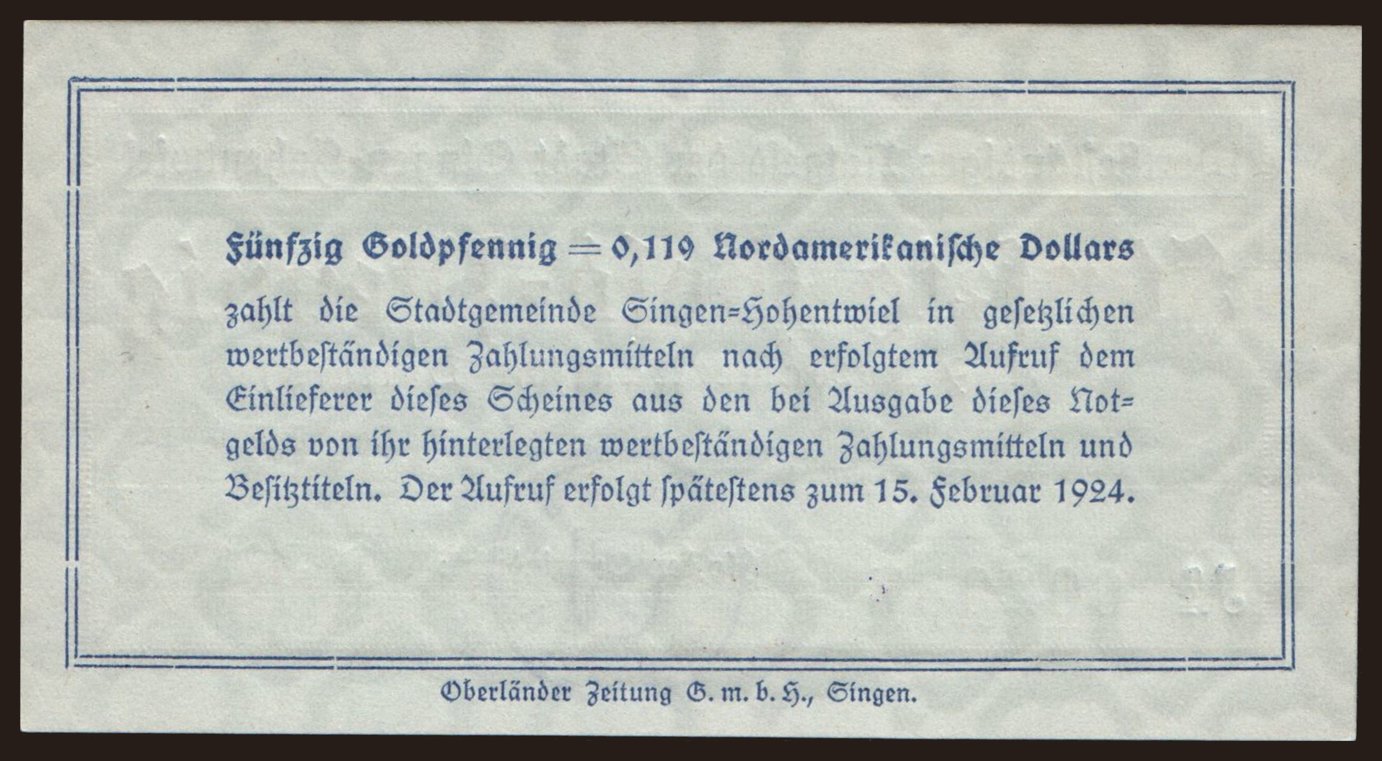 Fünfzig Goldpfennig = 0,119 Nordamerikaniſche Dollars
zahlt die Stadtgemeinde Singen-Hohentwiel in geſetzlichen
wertbeſtändigen Zahlungsmitteln nach erfolgtem Aufruf dem
Einlieferer dieſes Scheines aus den bei Ausgabe dieſes Not-
gelds von ihr hinterlegten wertbeſtändigen Zahlungsmitteln und
Beſitztiteln. Der Aufruf erfolgt ſpäteſtens zum 15. Februar 1924.
Oberländer Zeitung G. m. b. H., Singen.